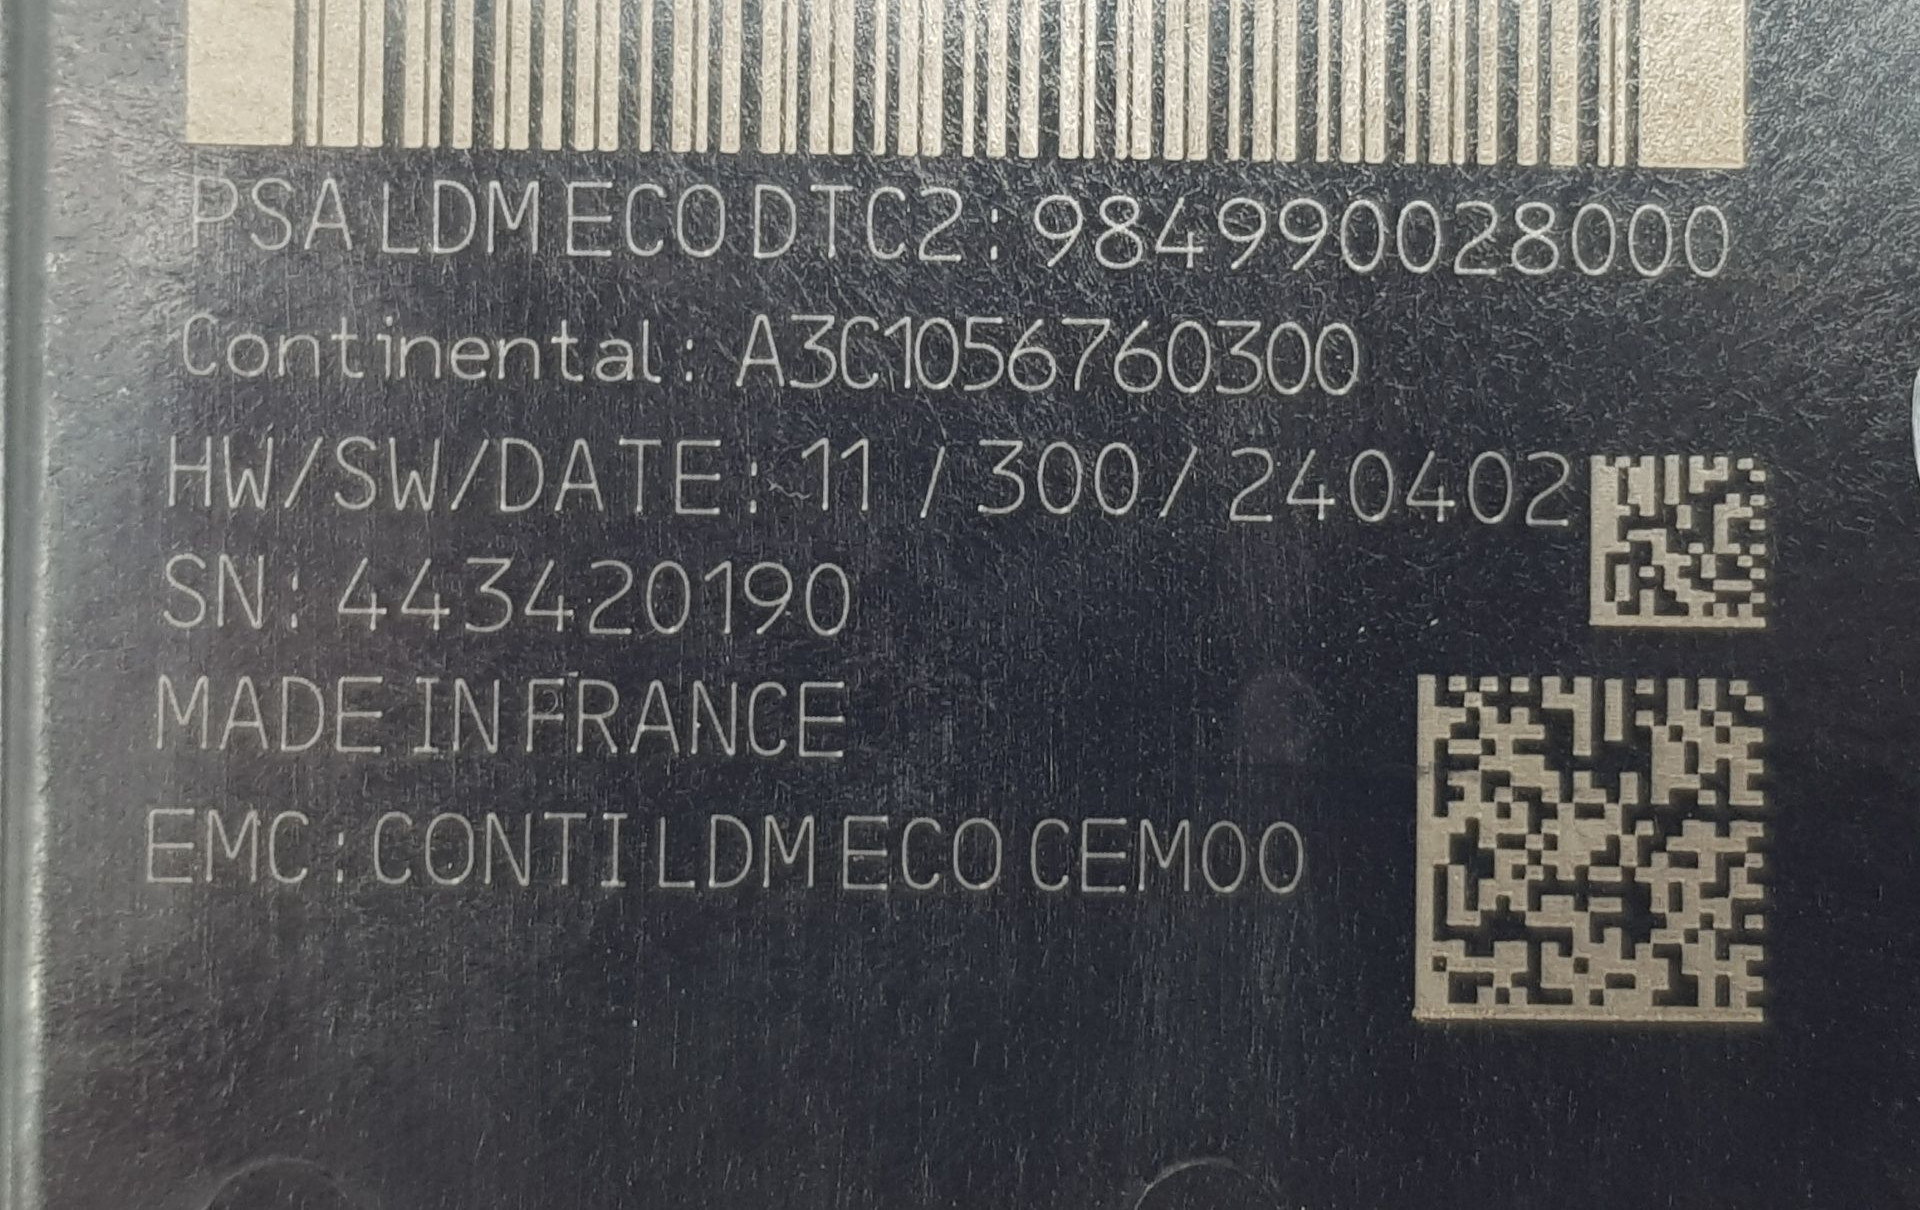 PSA LDM ECO DTC2: 984990028000
Continental: A3C1056760300
HW/SW/DATE: 11 / 300 / 240402
SN: 443420190
MADE IN FRANCE
EMC: CONTI LDM ECO CEM00